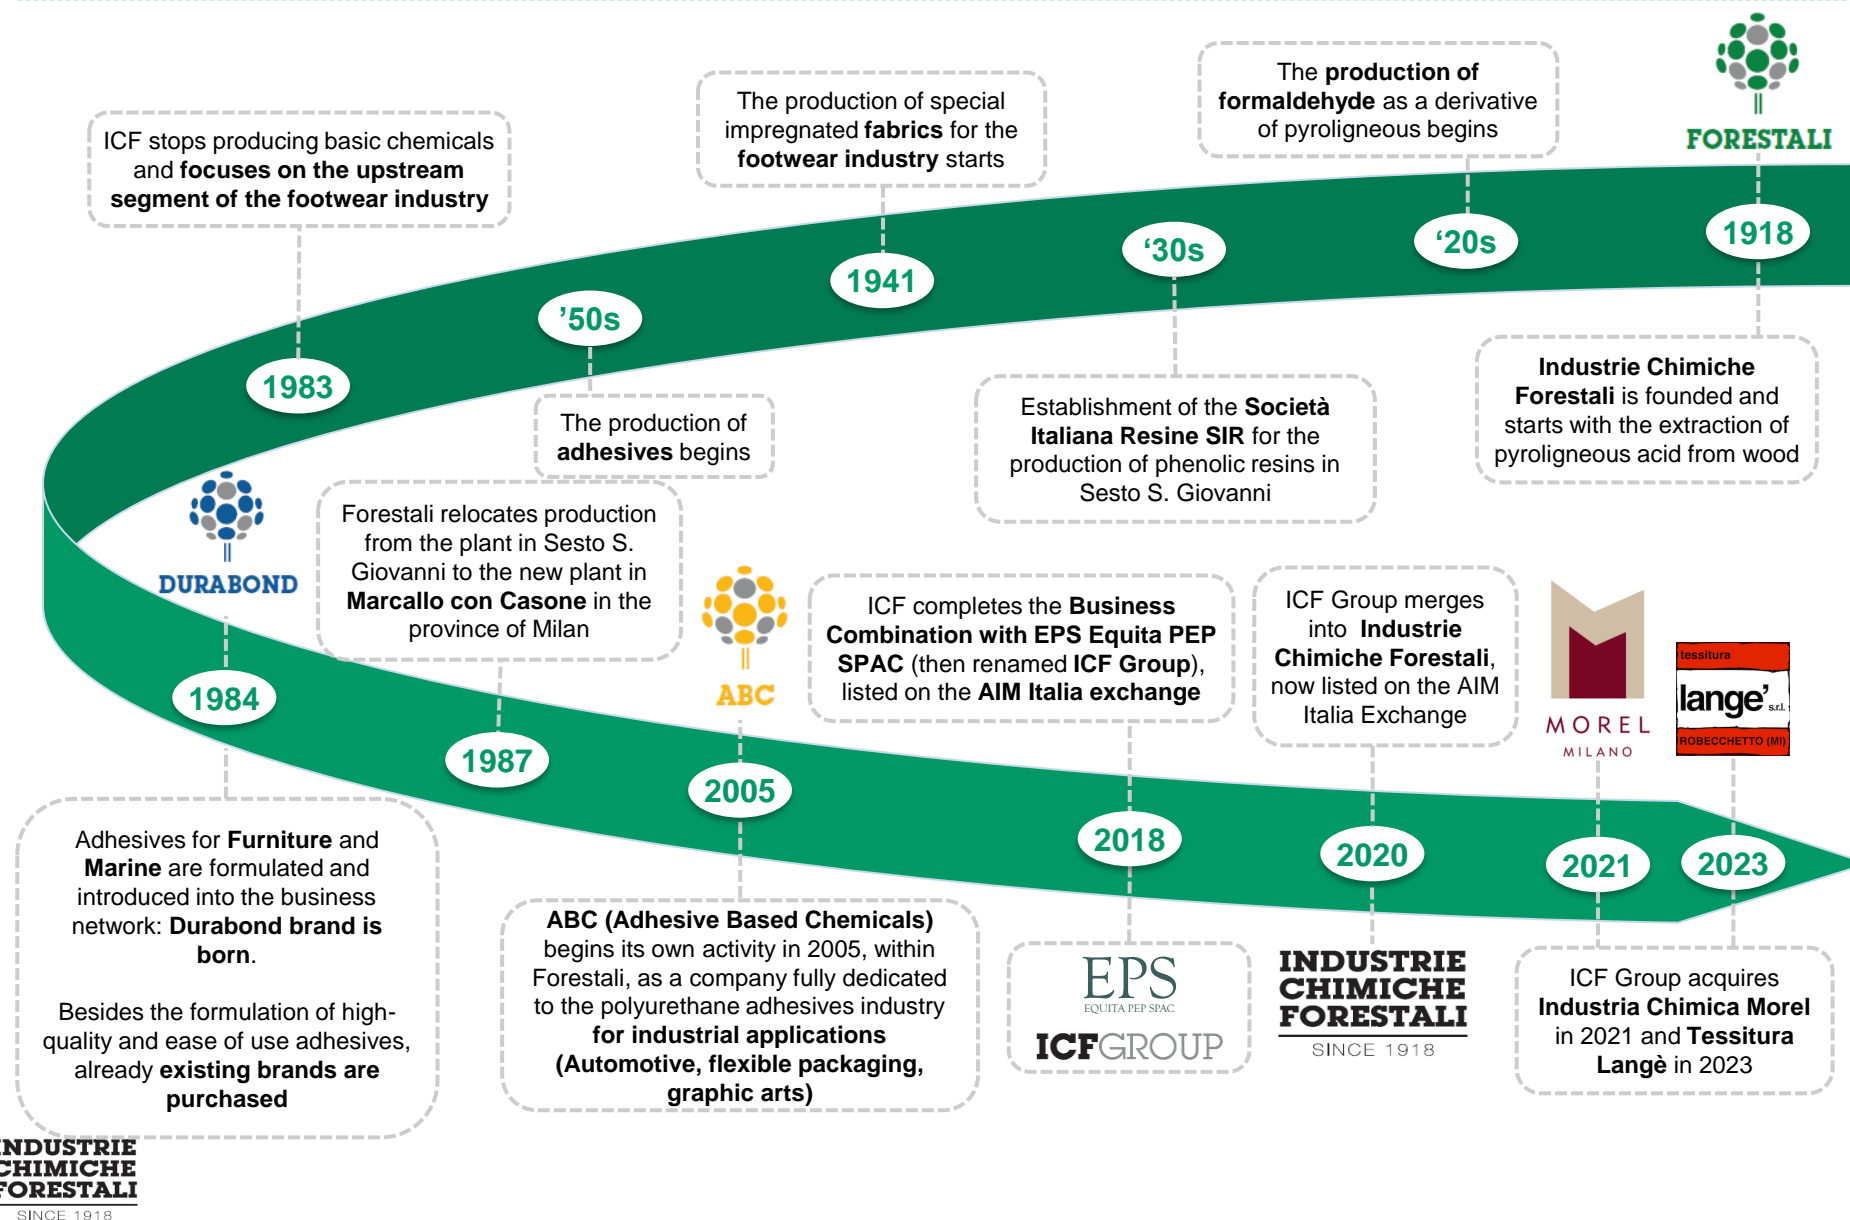 FORESTALI
1918
Industrie Chimiche
Forestali is founded and
starts with the extraction of
pyroligneous acid from wood
The production of
formaldehyde as a derivative
of pyroligneous begins
‘20s
‘30s
Establishment of the Società
Italiana Resine SIR for the
production of phenolic resins in
Sesto S. Giovanni
The production of special
impregnated fabrics for the
footwear industry starts
1941
’50s
The production of
adhesives begins
ICF stops producing basic chemicals
and focuses on the upstream
segment of the footwear industry
1983
DURABOND
1984
Adhesives for Furniture and
Marine are formulated and
introduced into the business
network: Durabond brand is
born.
Besides the formulation of high-
quality and ease of use adhesives,
already existing brands are
purchased
Forestali relocates production
from the plant in Sesto S.
Giovanni to the new plant in
Marcallo con Casone in the
province of Milan
1987
ABC
2005
ABC (Adhesive Based Chemicals)
begins its own activity in 2005, within
Forestali, as a company fully dedicated
to the polyurethane adhesives industry
for industrial applications
(Automotive, flexible packaging,
graphic arts)
ICF completes the Business
Combination with EPS Equita PEP
SPAC (then renamed ICF Group),
listed on the AIM Italia exchange
2018
EPS
EQUITA PEP SPAC
ICFGROUP
ICF Group merges
into Industrie
Chimiche Forestali,
now listed on the AIM
Italia Exchange
2020
INDUSTRIE
CHIMICHE
FORESTALI
SINCE 1918
MOREL
MILANO
2021
tessitura
lange’ s.r.l.
ROBECCHETTO (MI)
2023
ICF Group acquires
Industria Chimica Morel
in 2021 and Tessitura
Langè in 2023
INDUSTRIE
CHIMICHE
FORESTALI
SINCE 1918